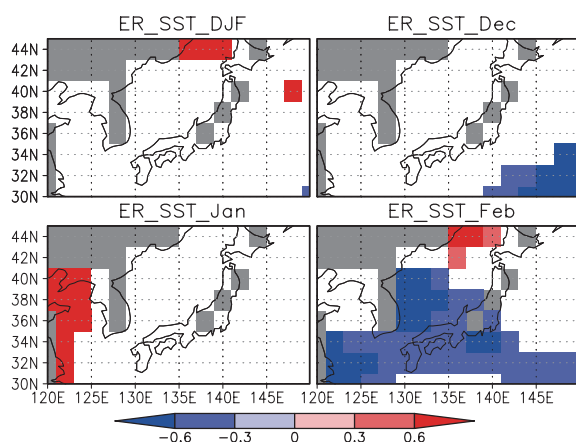 ER_SST_DJF ER_SST_Dec
44N
42N
40N
38N
36N
34N
32N
30N
ER_SST_Jan ER_SST_Feb
44N
42N
40N
38N
36N
34N
32N
30N
120E 125E 130E 135E 140E 145E 120E 125E 130E 135E 140E 145E
−0.6 −0.3 0 0.3 0.6